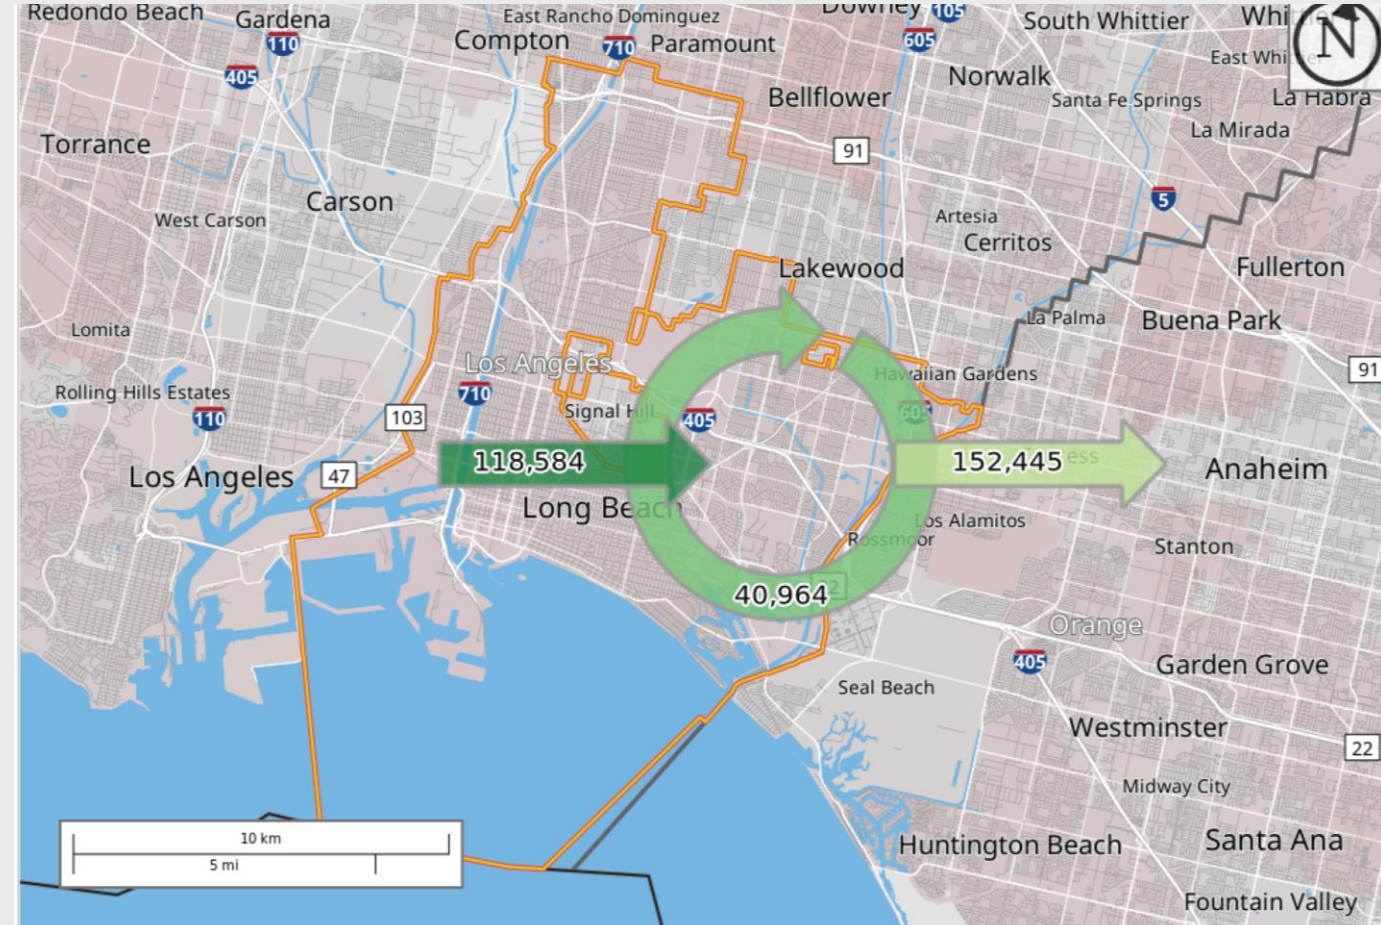 Redondo Beach
Gardena
East Rancho Dominguez
Downey
105
South Whittier
110
Compton
710
Paramount
605
N
405
East Whi
Norwalk
Bellflower
Santa Fe Springs
La Habra
Torrance
91
La Mirada
Carson
5
West Carson
Artesia
Cerritos
Lakewood
Fullerton
La Palma
Buena Park
Lomita
Los Angeles
91
Rolling Hills Estates
710
Hawaiian Gardens
110
103
Signal Hill
405
605
118,584
152,445
Los Angeles
47
Anaheim
Long Beach
Los Alamitos
Rossmoor
Stanton
40,964
Orange
405
Garden Grove
Seal Beach
Westminster
22
Midway City
10 km
5 mi
Huntington Beach
Santa Ana
Fountain Valley